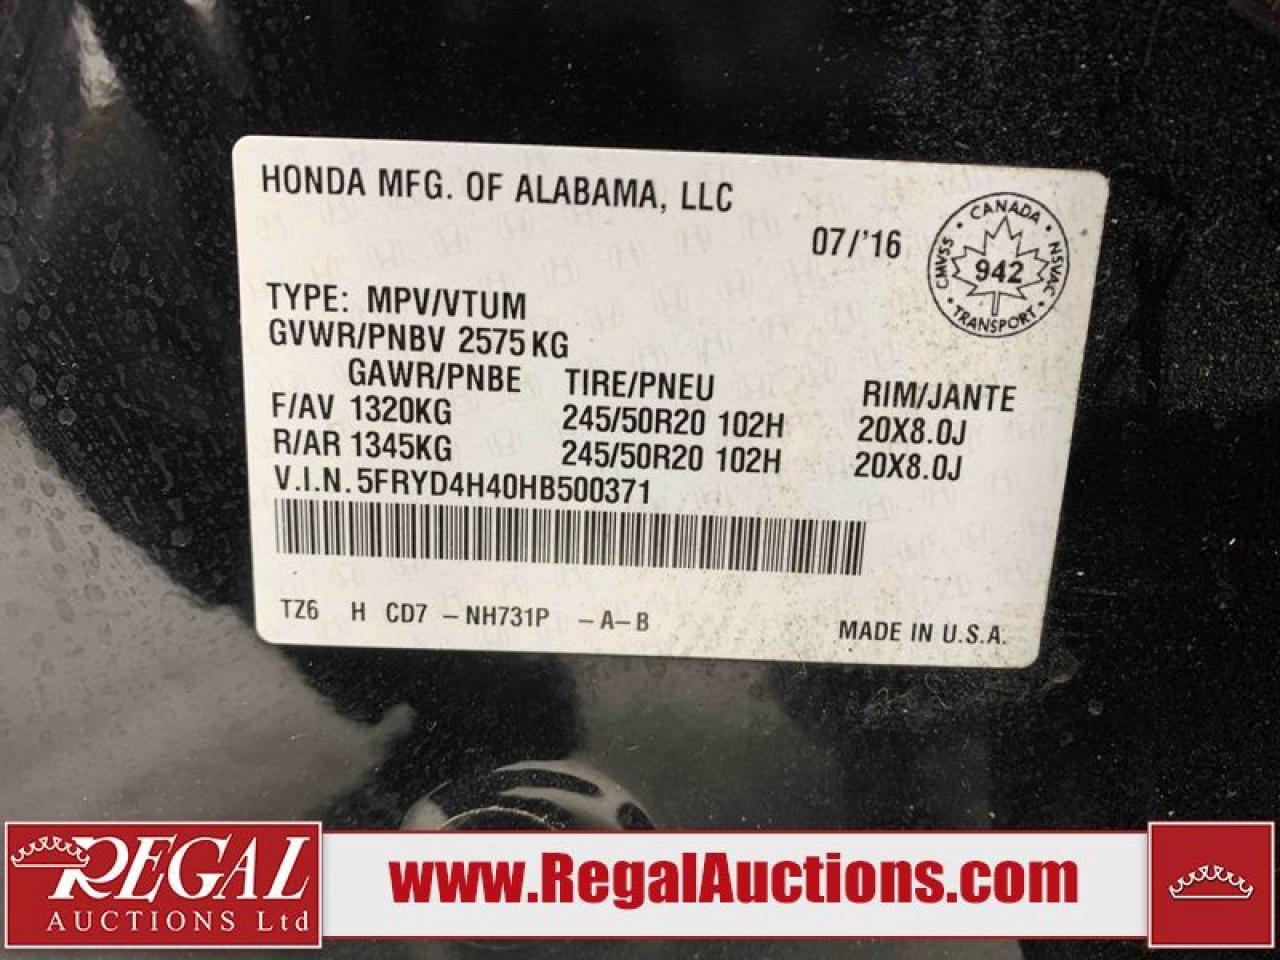 HONDA MFG. OF ALABAMA, LLC
07/'16
CANADA
CMVSS
942
NSVAC
TRANSPORT
TYPE: MPV/VTUM
GVWR/PNBV 2575 KG
GAWR/PNBE TIRE/PNEU RIM/JANTE
F/AV 1320KG 245/50R20 102H 20X8.0J
R/AR 1345KG 245/50R20 102H 20X8.0J
V.I.N. 5FRYD4H40HB500371
TZ6 H CD7 – NH731P – A – B
MADE IN U.S.A.
REGAL
AUCTIONS Ltd
www.RegalAuctions.com